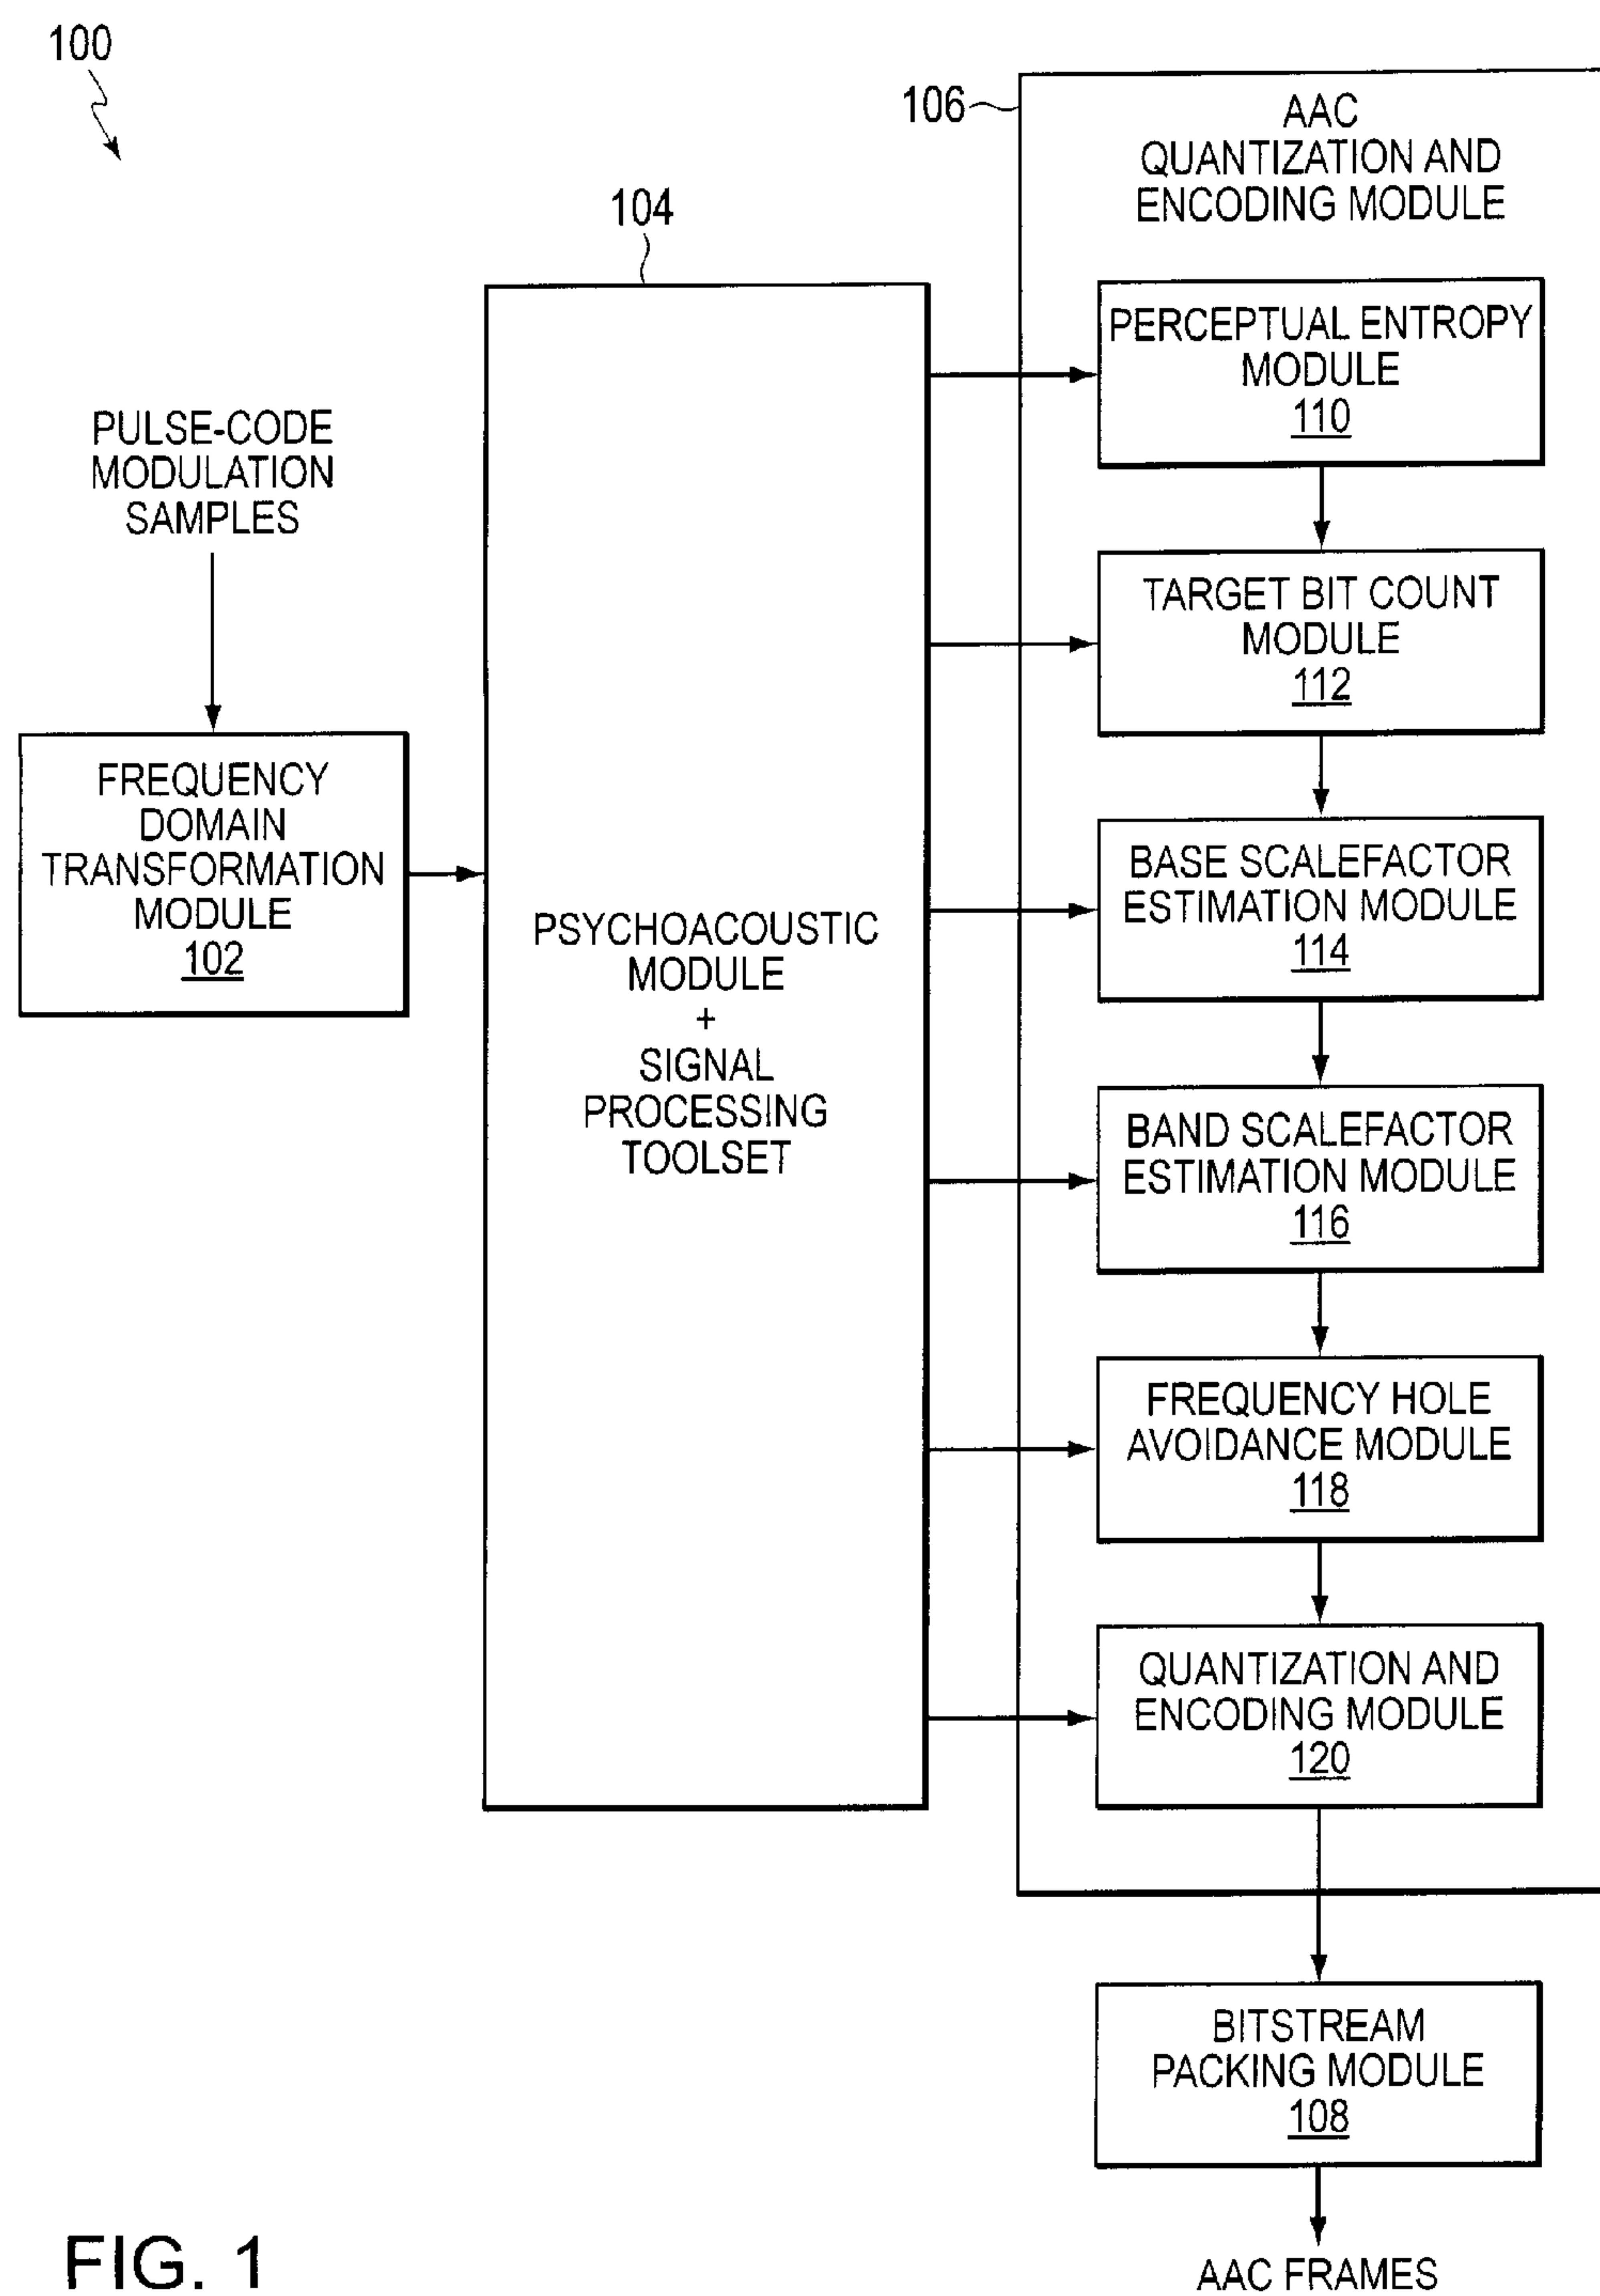 100
106
AAC
QUANTIZATION AND
ENCODING MODULE
104
PERCEPTUAL ENTROPY
MODULE
110
PULSE-CODE
MODULATION
SAMPLES
TARGET BIT COUNT
MODULE
112
FREQUENCY
DOMAIN
TRANSFORMATION
MODULE
102
PSYCHOACOUSTIC
MODULE
+
SIGNAL
PROCESSING
TOOLSET
BASE SCALEFACTOR
ESTIMATION MODULE
114
BAND SCALEFACTOR
ESTIMATION MODULE
116
FREQUENCY HOLE
AVOIDANCE MODULE
118
QUANTIZATION AND
ENCODING MODULE
120
BITSTREAM
PACKING MODULE
108
AAC FRAMES
FIG. 1